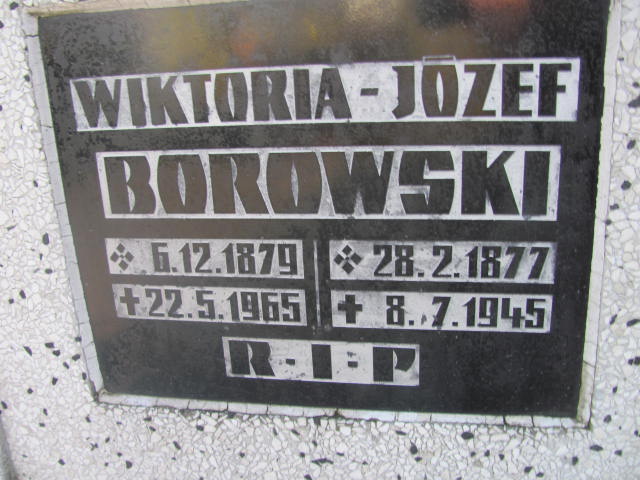 WIKTORIA - JÓZEF
BOROWSKI
6.12.1879 28.2.1877
✝22.5.1965 ✝ 8.7.1945
R-I-P